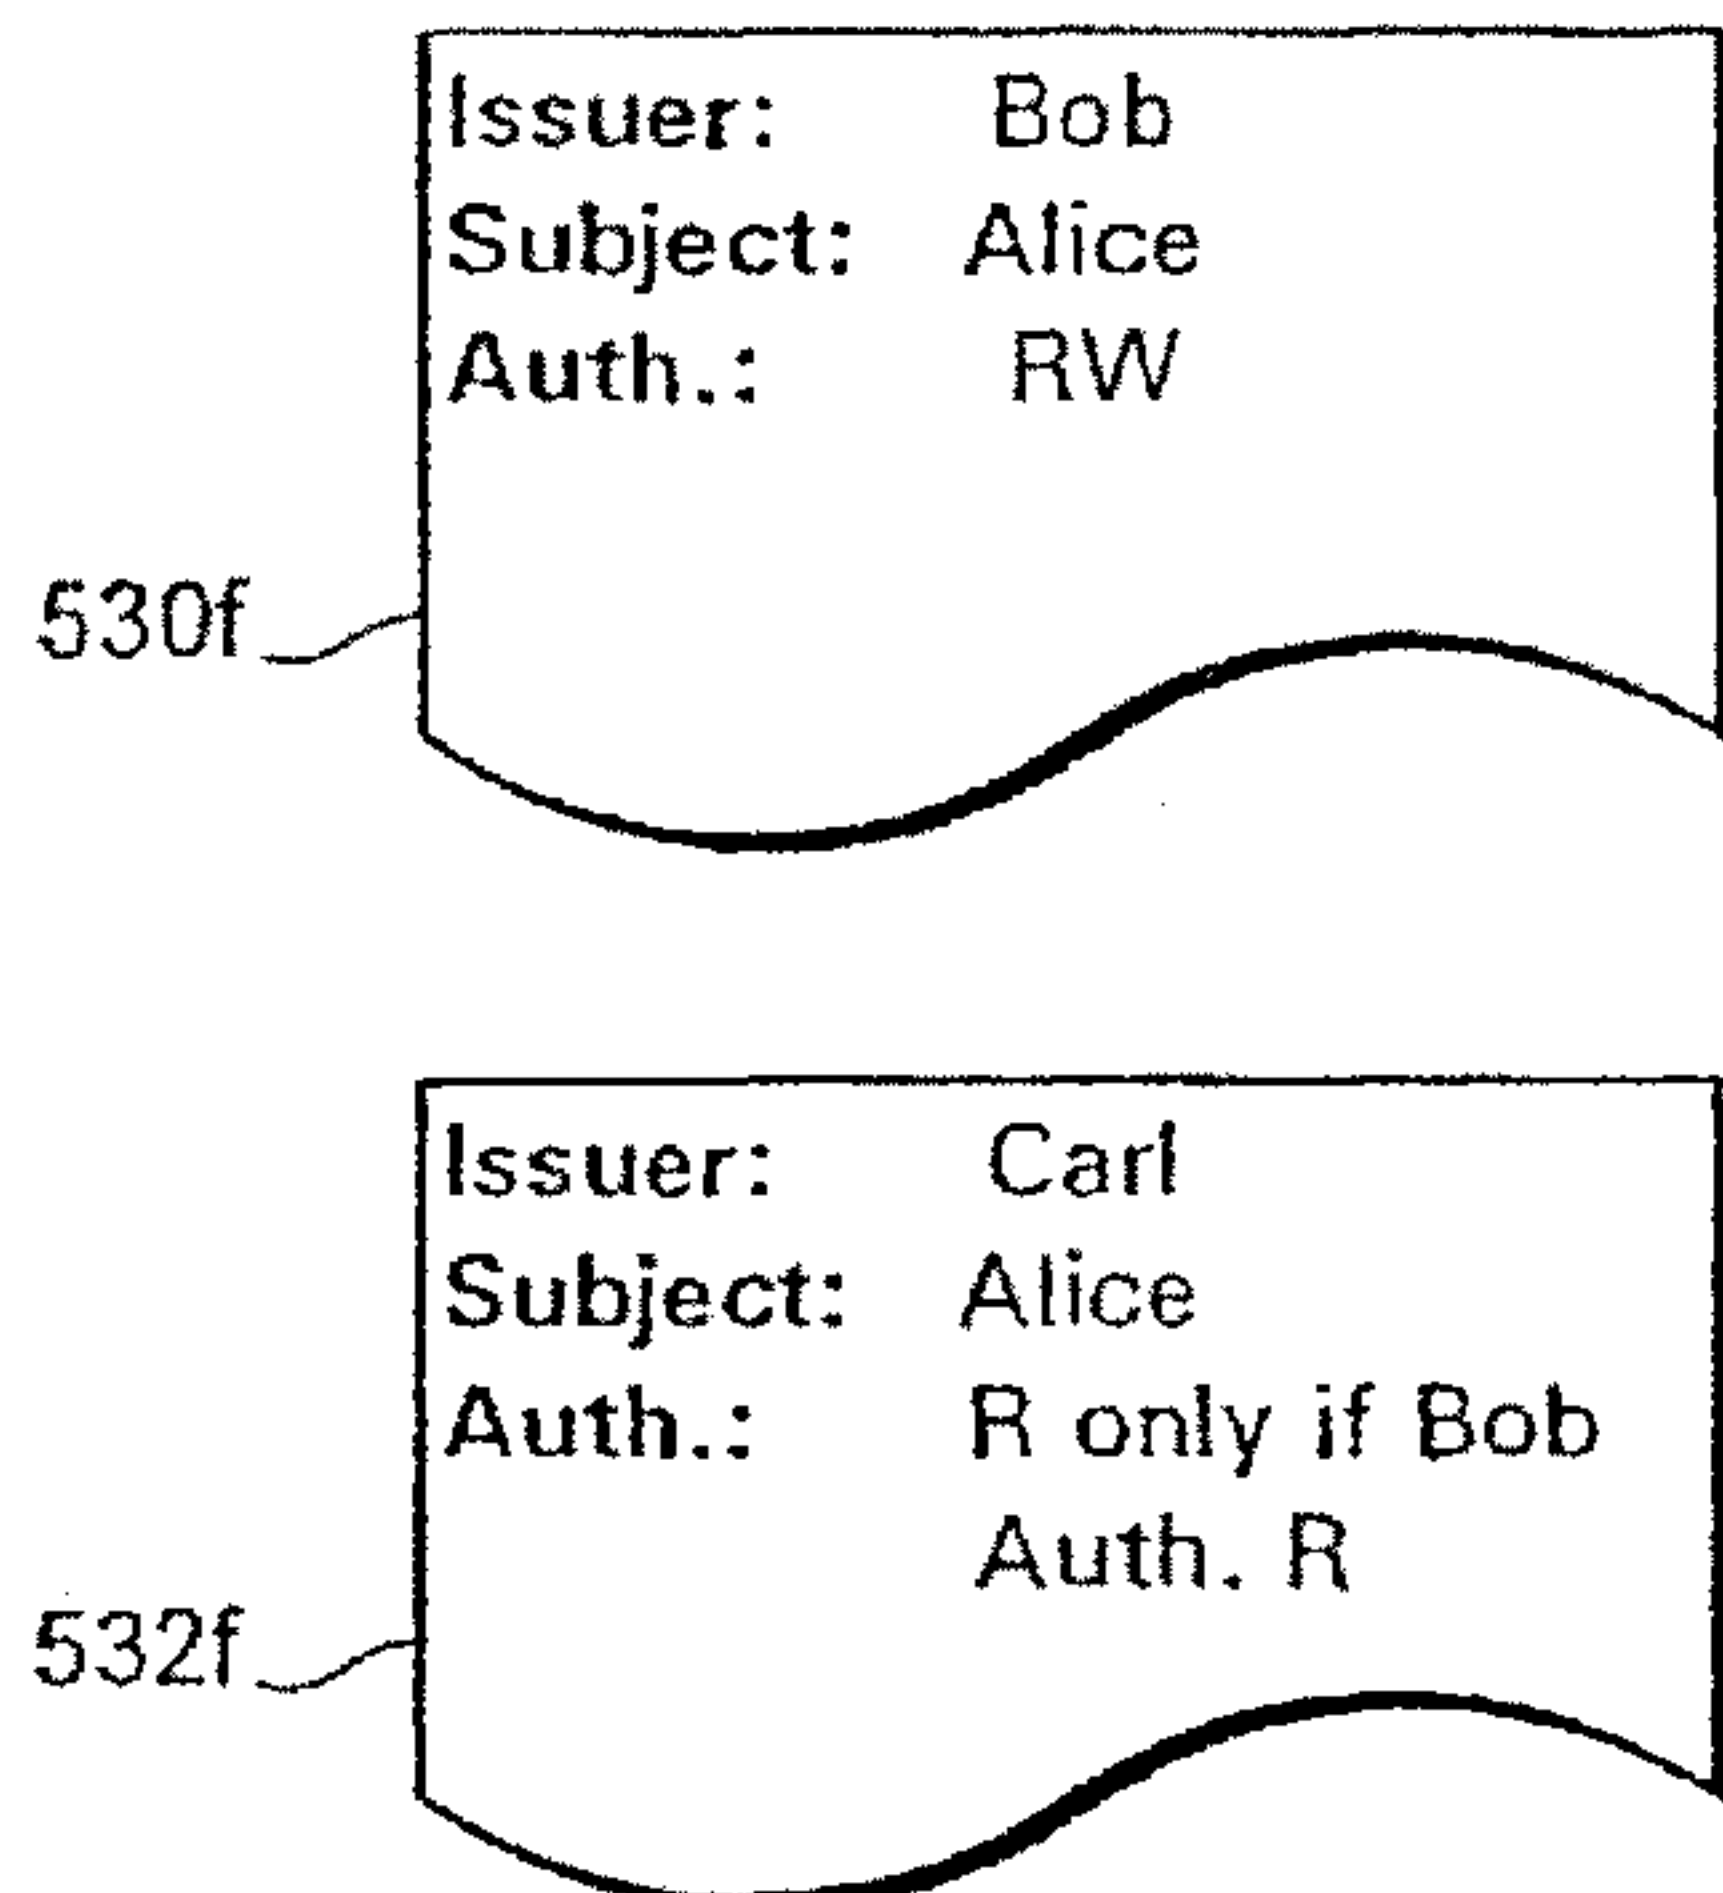 Issuer: Bob
Subject: Alice
Auth.: RW
530f
Issuer: Carl
Subject: Alice
Auth.: R only if Bob
Auth. R
532f